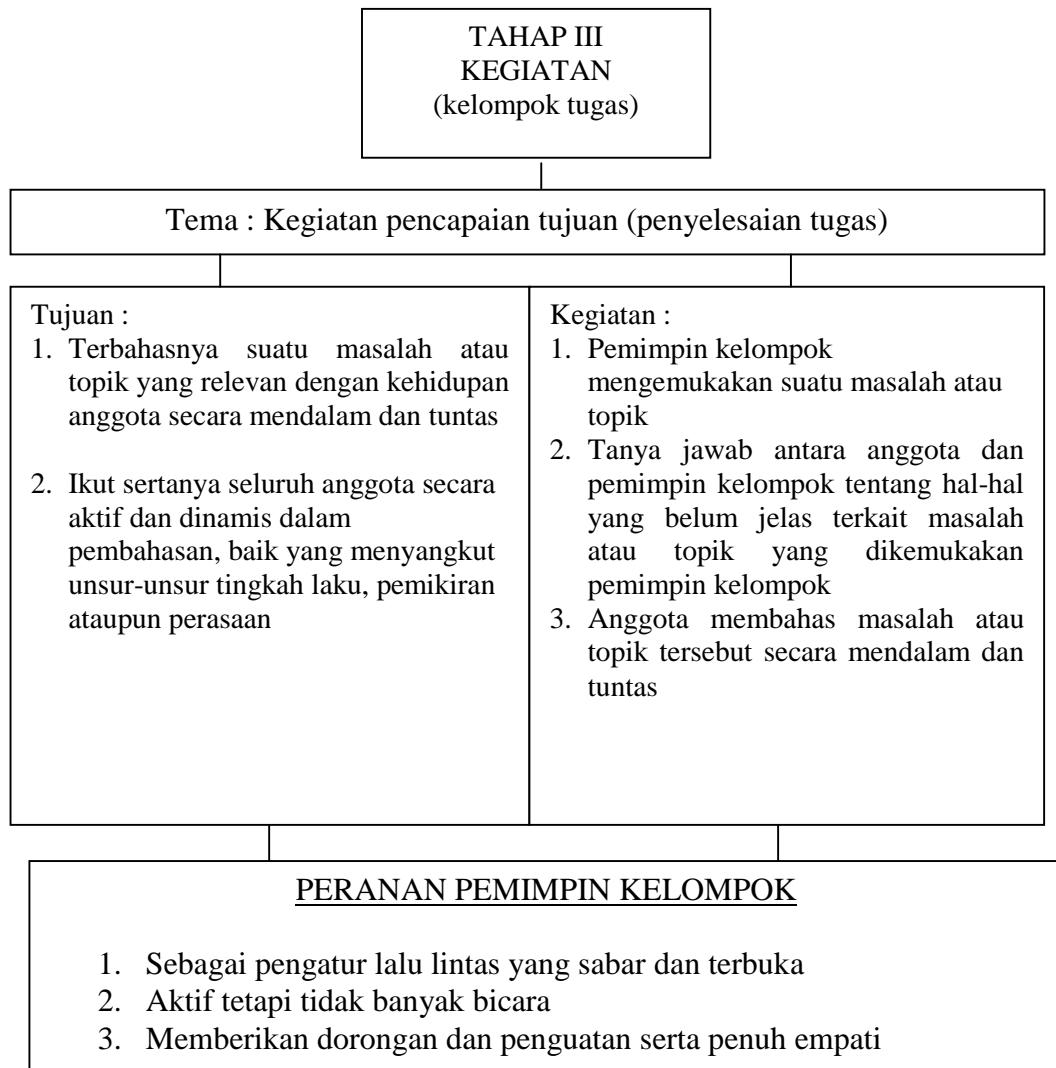 TAHAP III
KEGIATAN
(kelompok tugas)
Tema : Kegiatan pencapaian tujuan (penyelesaian tugas)
Tujuan :
1. Terbahasnya suatu masalah atau
topik yang relevan dengan kehidupan
anggota secara mendalam dan tuntas
2. Ikut sertanya seluruh anggota secara
aktif dan dinamis dalam
pembahasan, baik yang menyangkut
unsur-unsur tingkah laku, pemikiran
ataupun perasaan
Kegiatan :
1. Pemimpin kelompok
mengemukakan suatu masalah atau
topik
2. Tanya jawab antara anggota dan
pemimpin kelompok tentang hal-hal
yang belum jelas terkait masalah
atau topik yang dikemukakan
pemimpin kelompok
3. Anggota membahas masalah atau
topik tersebut secara mendalam dan
tuntas
PERANAN PEMIMPIN KELOMPOK
1. Sebagai pengatur lalu lintas yang sabar dan terbuka
2. Aktif tetapi tidak banyak bicara
3. Memberikan dorongan dan penguatan serta penuh empati